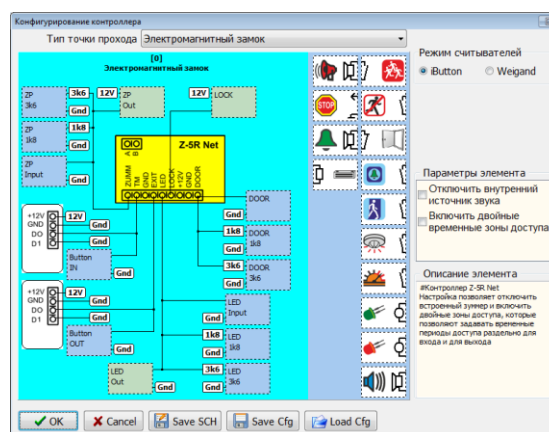 Конфигурирование контроллера
Тип точки прохода
Электромагнитный замок
[0]
Электромагнитный замок
ZP
3k6
3k6
Gnd
12V
ZP
Out
12V
LOCK
ZP
1k8
1k8
Gnd
ZP
Input
A
B
Z-5R Net
ZUMM
TM
GND
EXIT
LED
LOCK
+12V
GND
DOOR
+12V
GND
DO
D1
12V
Gnd
Button
IN
Gnd
Gnd
+12V
GND
DO
D1
12V
Gnd
Button
OUT
Gnd
Gnd
DOOR
Gnd
1k8
DOOR
1k8
Gnd
3k6
DOOR
3k6
Gnd
LED
Input
Gnd
1k8
LED
1k8
Gnd
3k6
LED
3k6
Gnd
LED
Out
Gnd
STOP
Режим считывателей
iButton
Weigand
Параметры элемента
Отключить внутренний
источник звука
Включить двойные
временные зоны доступа
Описание элемента
#Контроллер Z-5R Net
Настройка позволяет отключить
встроенный зуммер и включить
двойные зоны доступа, которые
позволяют задавать временные
периоды доступа раздельно для
входа и для выхода
OK
Cancel
Save SCH
Save Cfg
Load Cfg